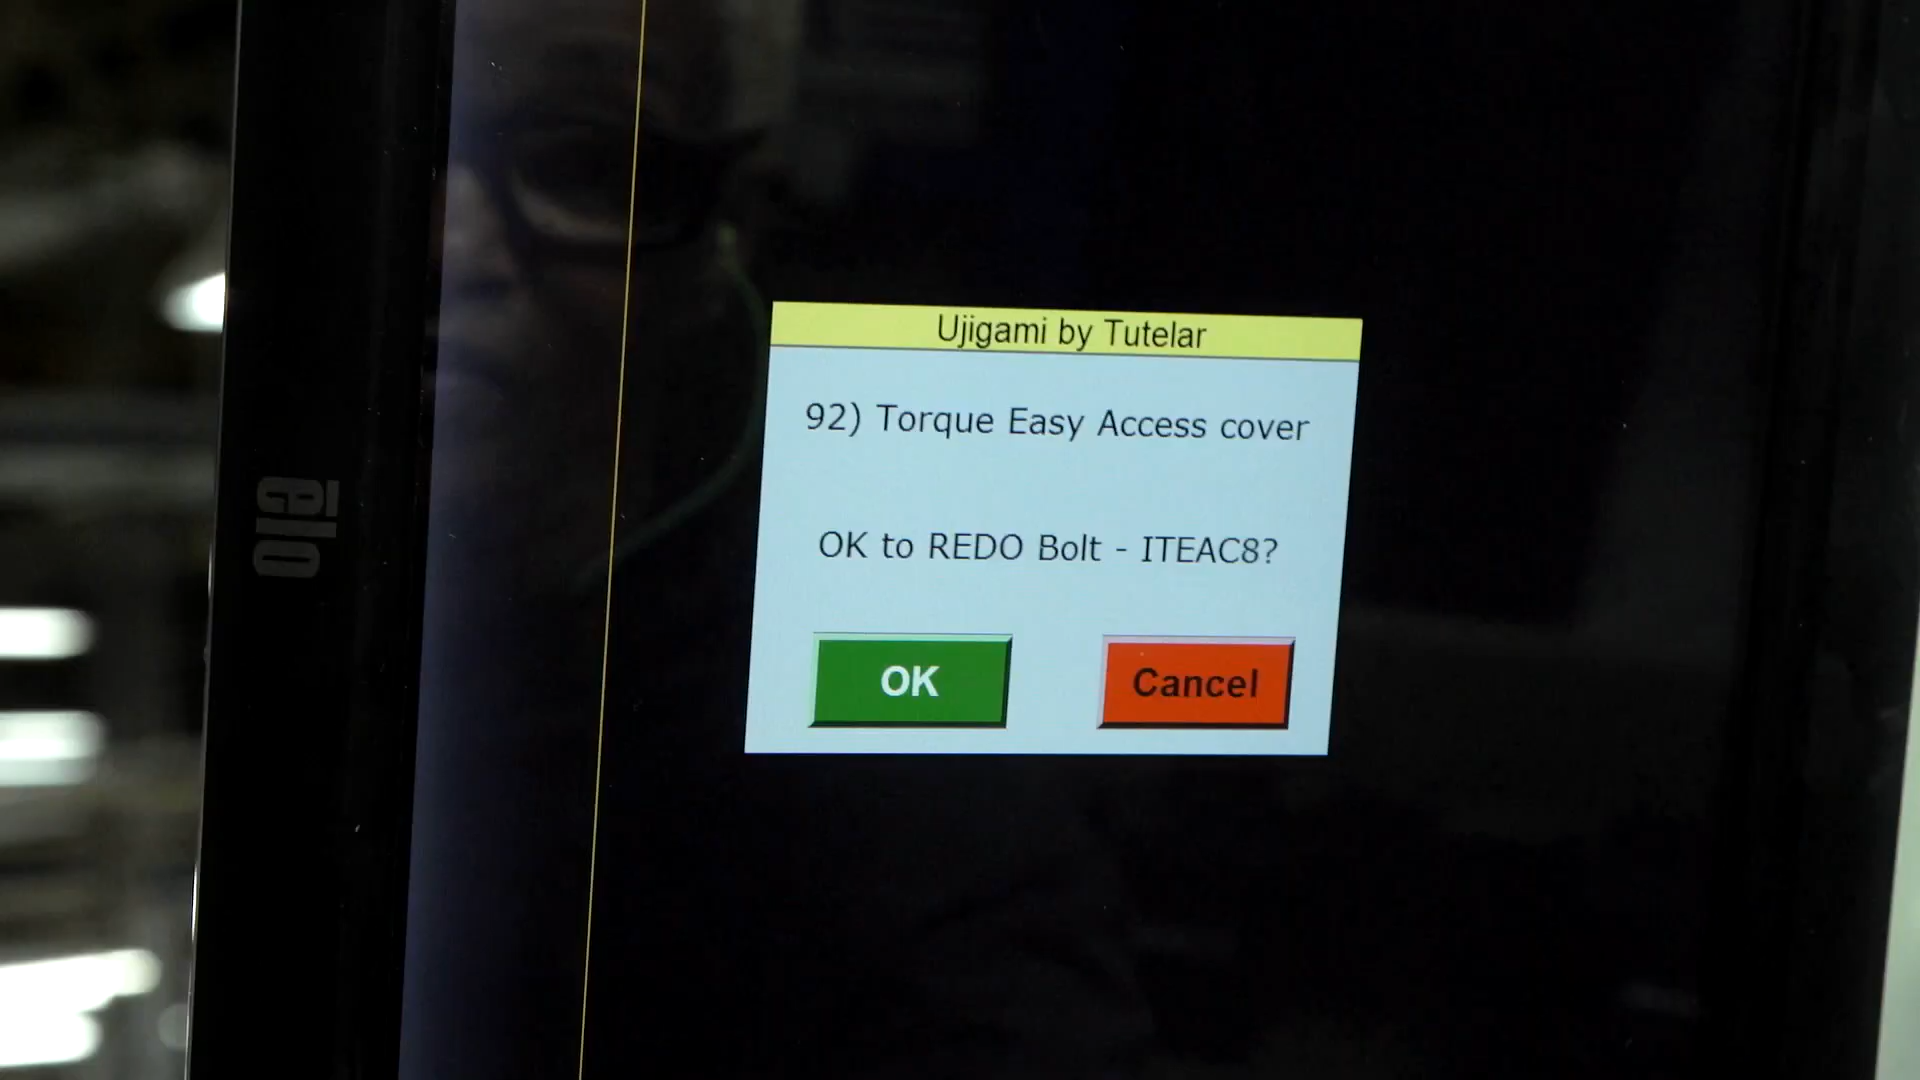 Ujigami by Tutelar
92) Torque Easy Access cover
OK to REDO Bolt - ITEAC8?
OK
Cancel
elo